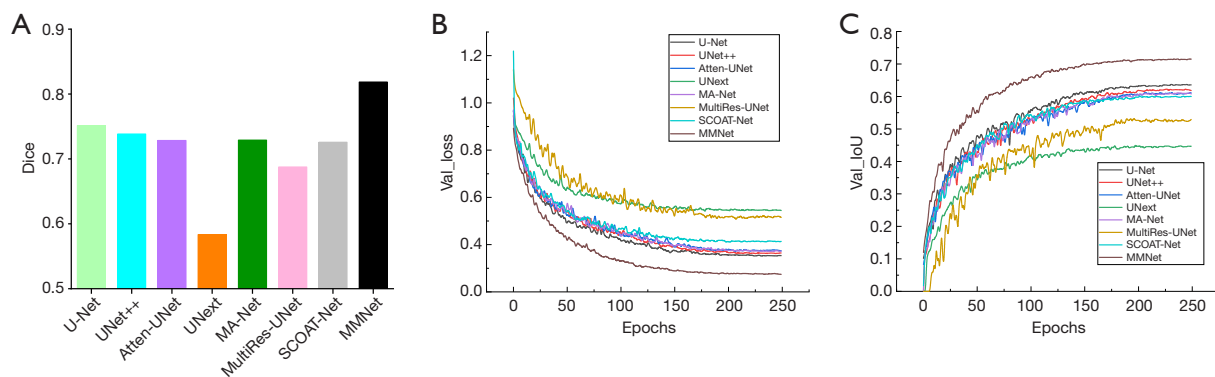 A
Dice
0.9
0.8
0.7
0.6
0.5
U-Net
UNet++
Atten-UNet
UNext
MA-Net
MultiRes-UNet
SCOAT-Net
MMNet
B
Val_loss
1.2
1.0
0.8
0.6
0.4
0.2
0 50 100 150 200 250
Epochs
U-Net
UNet++
Atten-UNet
UNext
MA-Net
MultiRes-UNet
SCOAT-Net
MMNet
C
Val_IoU
0.8
0.7
0.6
0.5
0.4
0.3
0.2
0.1
0.0
0 50 100 150 200 250
Epochs
U-Net
UNet++
Atten-UNet
UNext
MA-Net
MultiRes-UNet
SCOAT-Net
MMNet